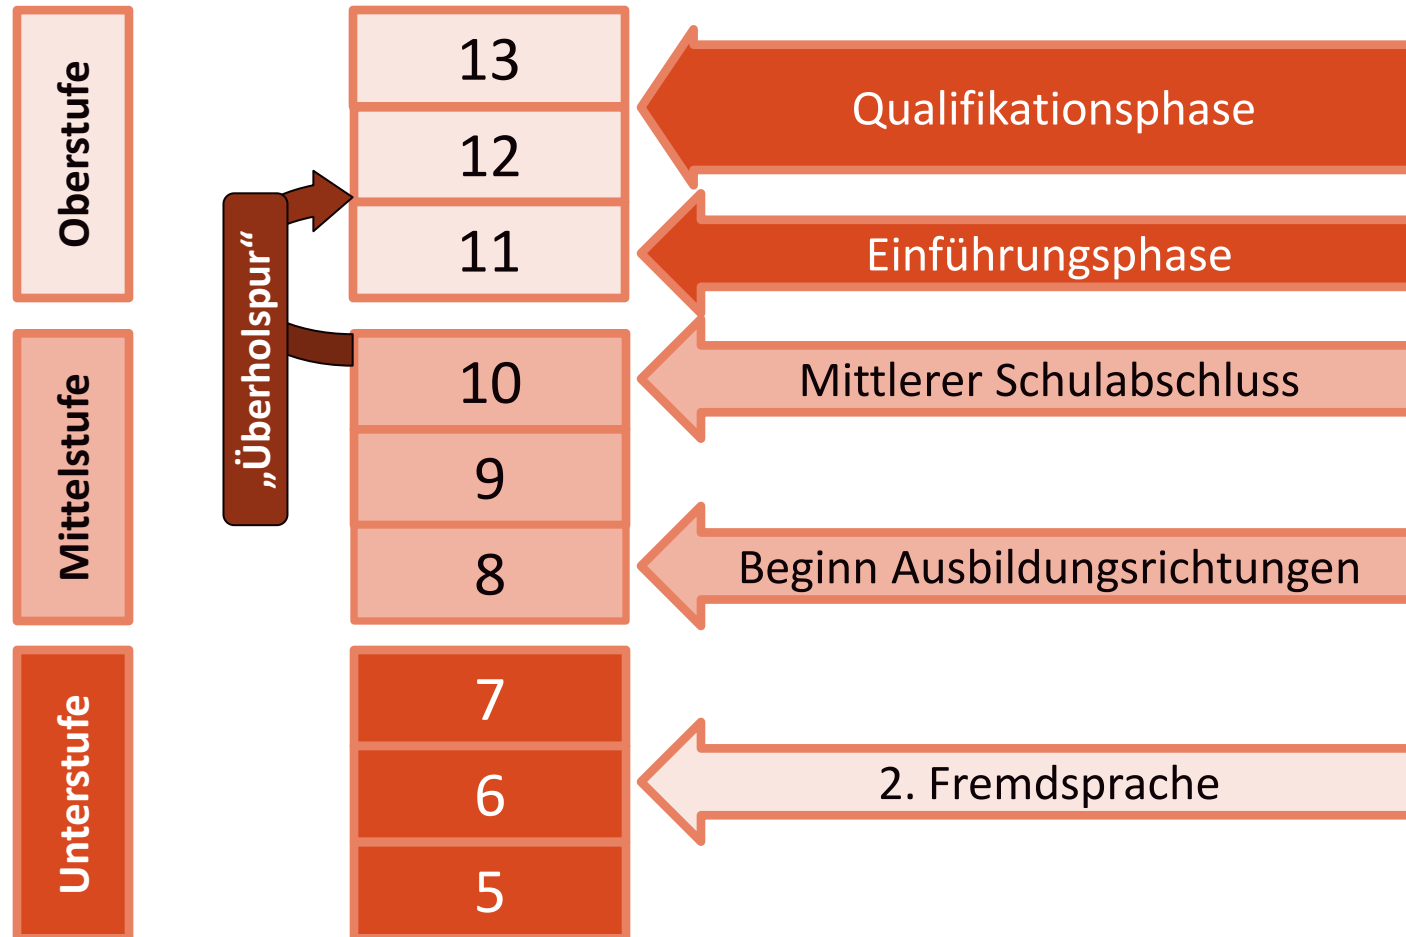 Oberstufe
13
12
11
Qualifikationsphase
Einführungsphase
„Überholspur“
Mittelstufe
10
9
8
Mittlerer Schulabschluss
Beginn Ausbildungsrichtungen
Unterstufe
7
6
5
2. Fremdsprache